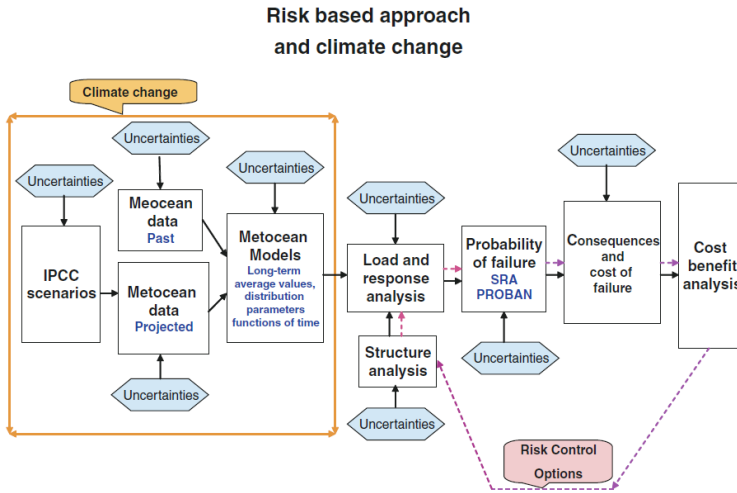 Risk based approach
and climate change
Climate change
Uncertainties
Uncertainties
Uncertainties
Uncertainties
Uncertainties
IPCC
scenarios
Meocean
data
Past
Metocean
data
Projected
Uncertainties
Metocean
Models
Long-term
average values,
distribution
parameters
functions of time
Load and
response
analysis
Structure
analysis
Uncertainties
Probability
of failure
SRA
PROBAN
Uncertainties
Consequences
and
cost of
failure
Cost
benefit
analysis
Risk Control
Options